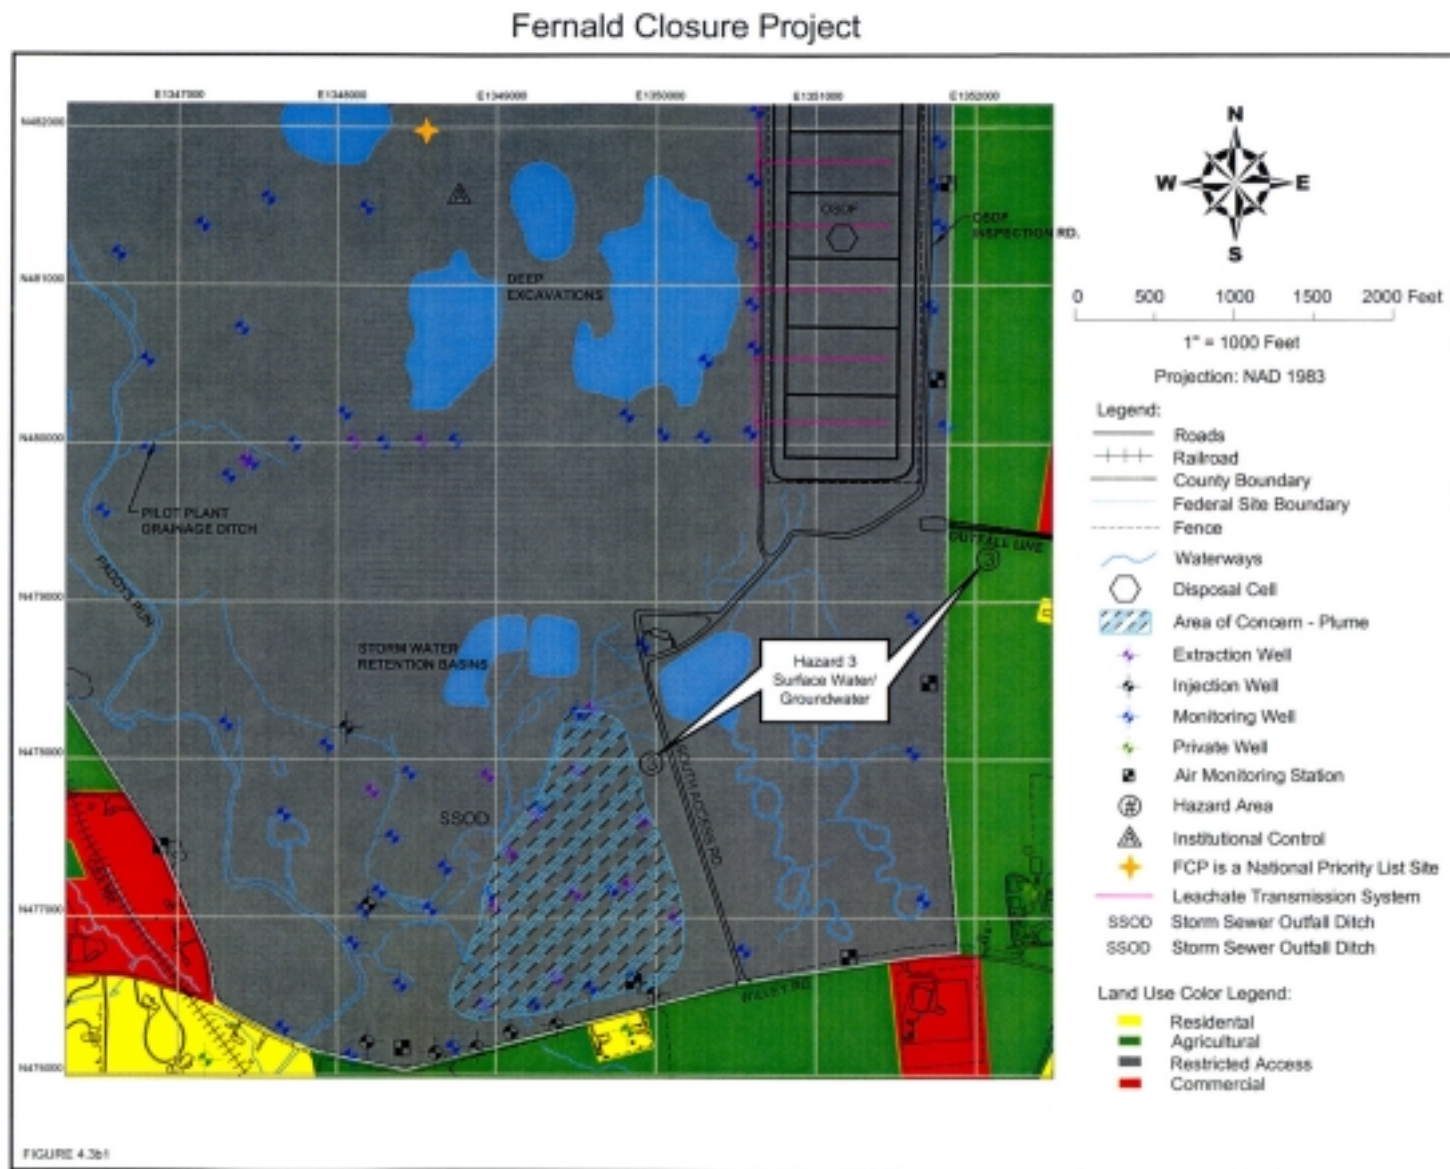 Fernald Closure Project
E1347000 E1348000 E1349000 E1350000 E1351000 E1352000
N482000
N481000
N480000
N479000
N478000
N477000
N476000
OSDF
OSDF
INSPECTION RD.
DEEP
EXCAVATIONS
PILOT PLANT
DRAINAGE DITCH
PADDYS RUN
OUTFALL LINE
3
STORM WATER
RETENTION BASINS
Hazard 3
Surface Water/
Groundwater
3
SOUTH ACCESS RD
SSOD
WILLEY RD
N
W E
S
0 500 1000 1500 2000 Feet
1" = 1000 Feet
Projection: NAD 1983
Legend:
Roads
Railroad
County Boundary
Federal Site Boundary
Fence
Waterways
Disposal Cell
Area of Concern - Plume
Extraction Well
Injection Well
Monitoring Well
Private Well
Air Monitoring Station
# Hazard Area
A Institutional Control
FCP is a National Priority List Site
Leachate Transmission System
SSOD Storm Sewer Outfall Ditch
SSOD Storm Sewer Outfall Ditch
Land Use Color Legend:
Residental
Agricultural
Restricted Access
Commercial
FIGURE 4.3b1